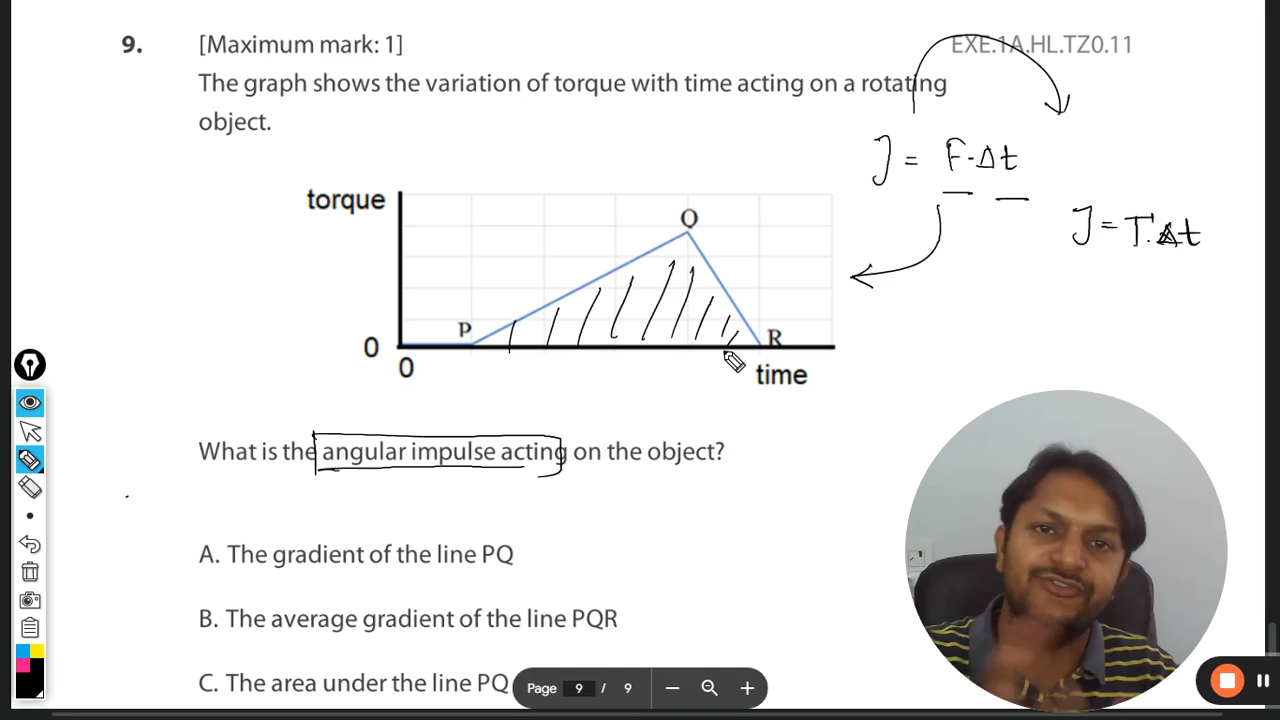 9. [Maximum mark: 1] EXE.1A.HL.TZ0.11
The graph shows the variation of torque with time acting on a rotating
object.
J = F·Δt
J = T·Δt
torque
Q
P
R
0
0
time
What is the angular impulse acting on the object?
A. The gradient of the line PQ
B. The average gradient of the line PQR
C. The area under the line PQ
Page 9 / 9